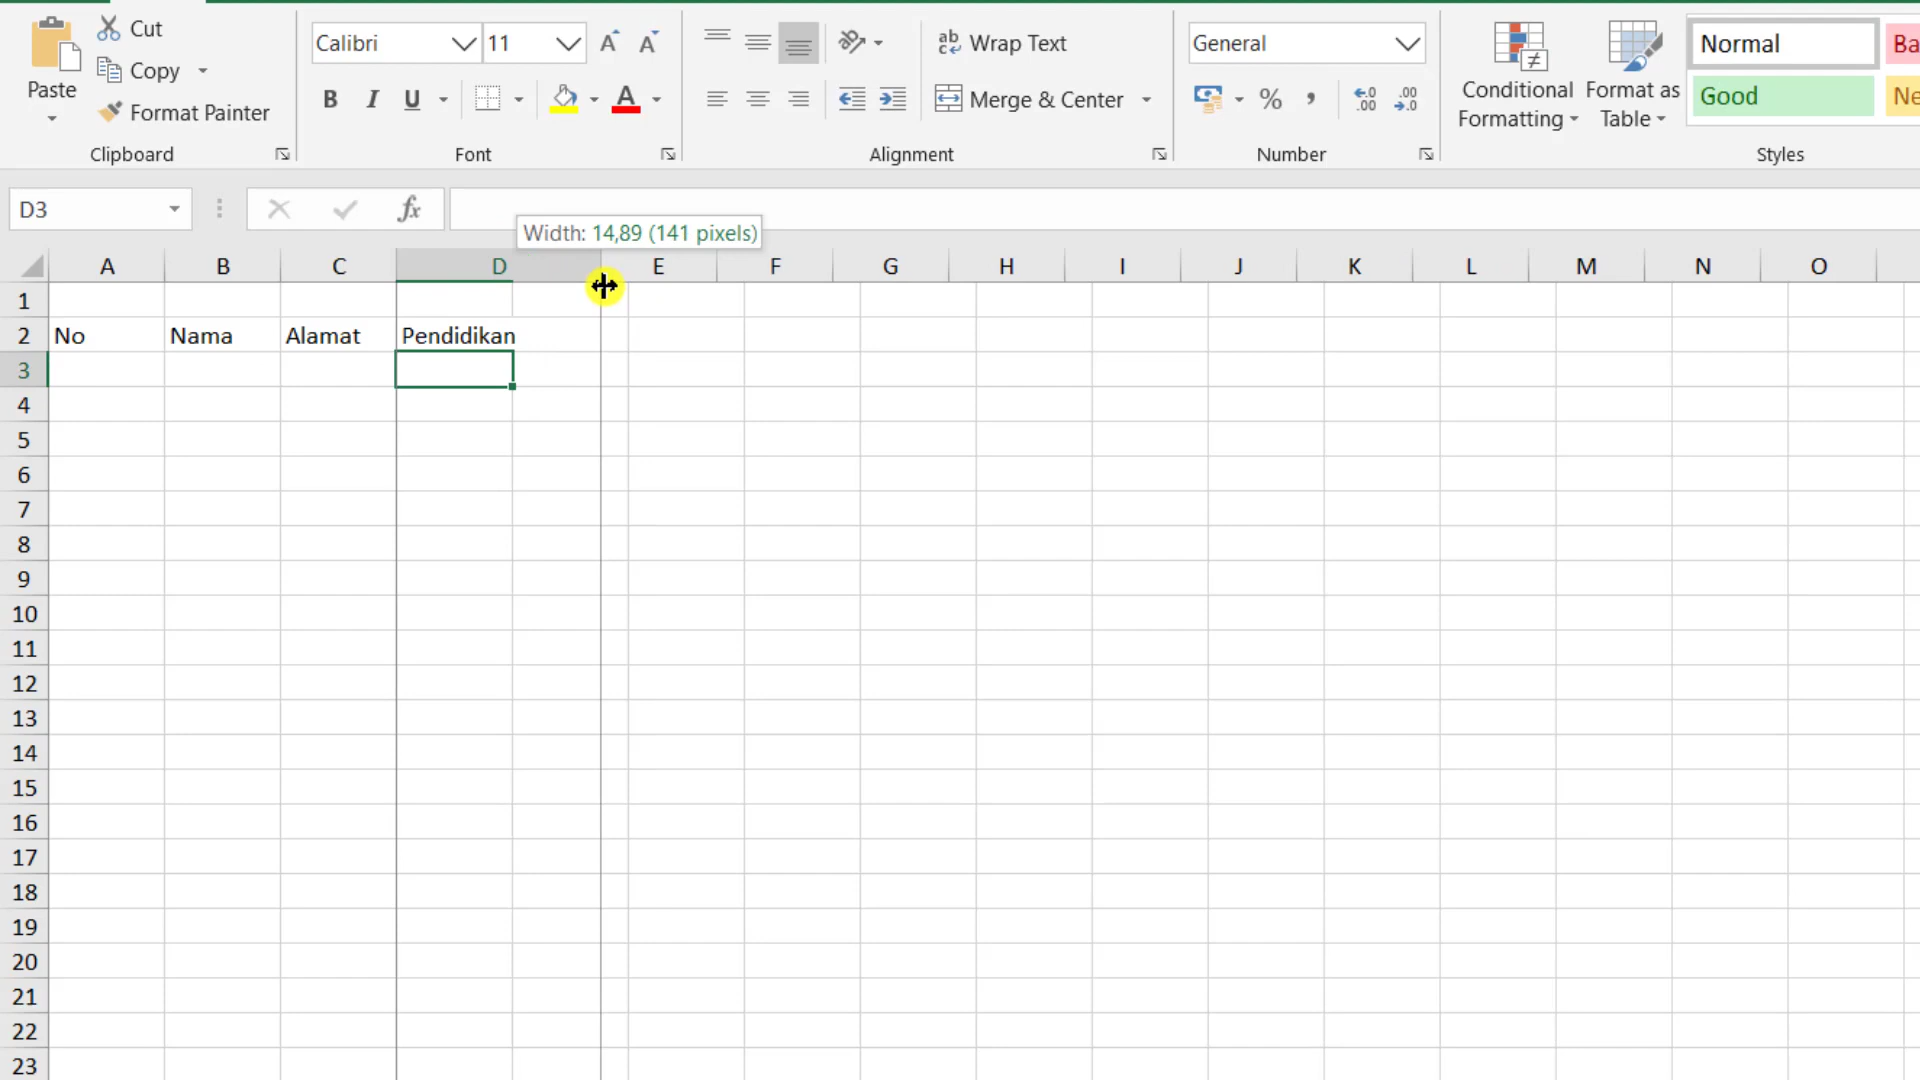 Cut
Calibri 11 Wrap Text General
Copy
Paste Conditional Formatting Format as Table
Normal Ba
B I U Merge & Center % , Good Ne
Format Painter
Clipboard Font Alignment Number Styles
D3 fx
Width: 14,89 (141 pixels)
A B C D E F G H I J K L M N O
1
2 No Nama Alamat Pendidikan
3
4
5
6
7
8
9
10
11
12
13
14
15
16
17
18
19
20
21
22
23